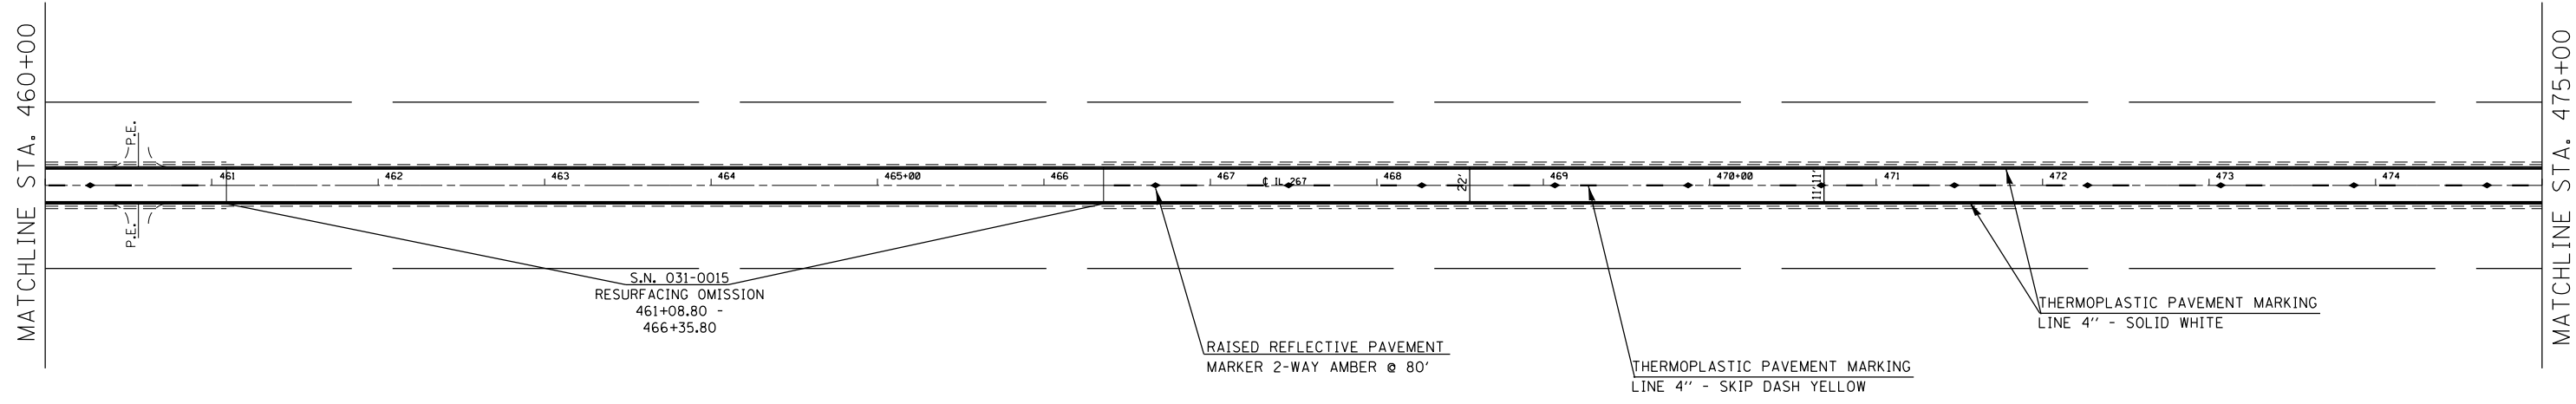 MATCHLINE STA. 460+00
P.E.
P.E.
461
462
463
464
465+00
466
467
℄ IL 267
468
22'
469
470+00
11' 11'
471
472
473
474
MATCHLINE STA. 475+00
S.N. 031-0015
RESURFACING OMISSION
461+08.80 -
466+35.80
RAISED REFLECTIVE PAVEMENT
MARKER 2-WAY AMBER @ 80'
THERMOPLASTIC PAVEMENT MARKING
LINE 4'' - SKIP DASH YELLOW
THERMOPLASTIC PAVEMENT MARKING
LINE 4'' - SOLID WHITE